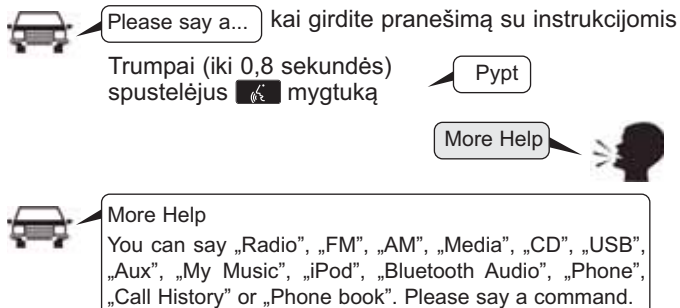 Please say a... kai girdite pranešimą su instrukcijomis
Trumpai (iki 0,8 sekundės)
spustelėjus mygtuką
Pypt
More Help
More Help
You can say „Radio”, „FM”, „AM”, „Media”, „CD”, „USB”,
„Aux”, „My Music”, „iPod”, „Bluetooth Audio”, „Phone”,
„Call History” or „Phone book”. Please say a command.